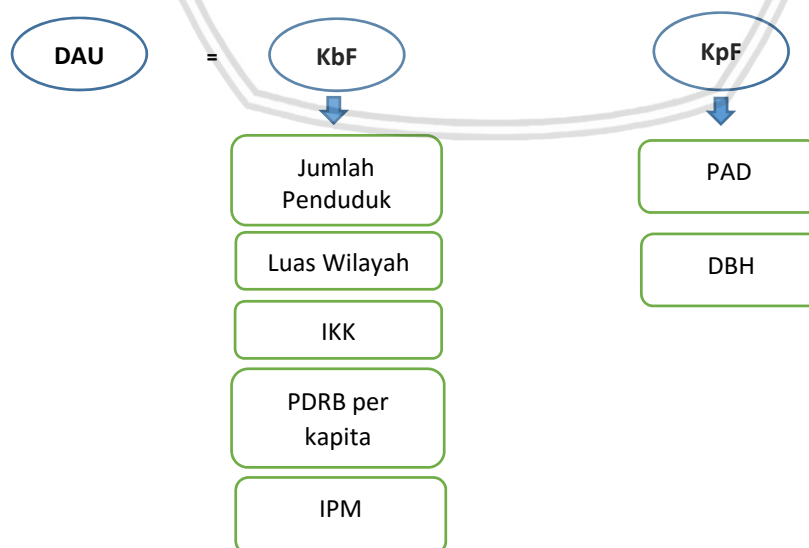 DAU = KbF KpF
Jumlah
Penduduk
PAD
Luas Wilayah
DBH
IKK
PDRB per
kapita
IPM